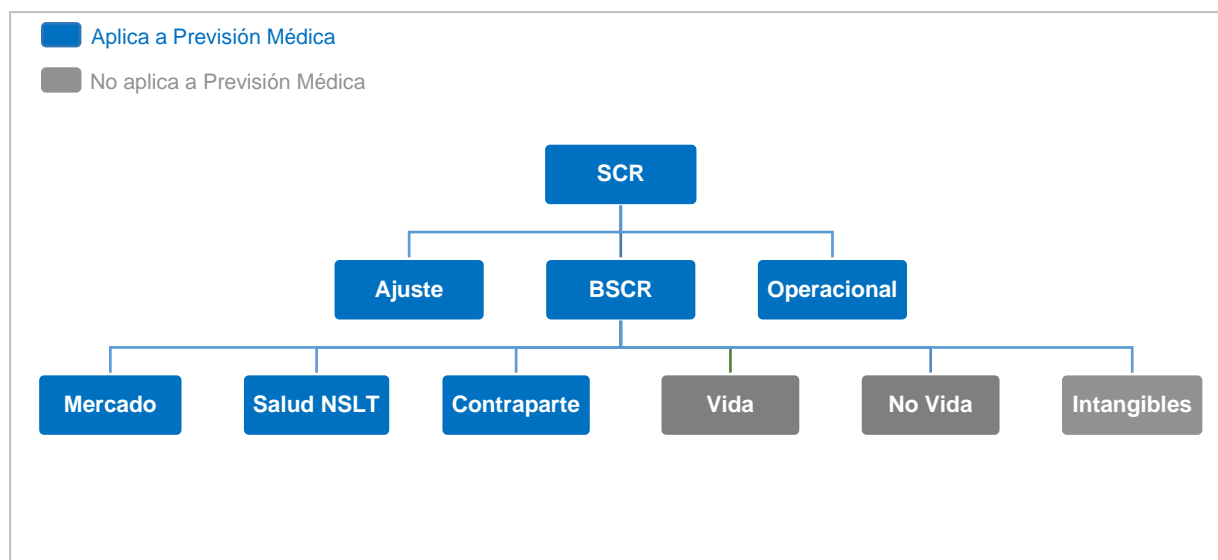 Aplica a Previsión Médica
No aplica a Previsión Médica
SCR
Ajuste
BSCR
Operacional
Mercado
Salud NSLT
Contraparte
Vida
No Vida
Intangibles